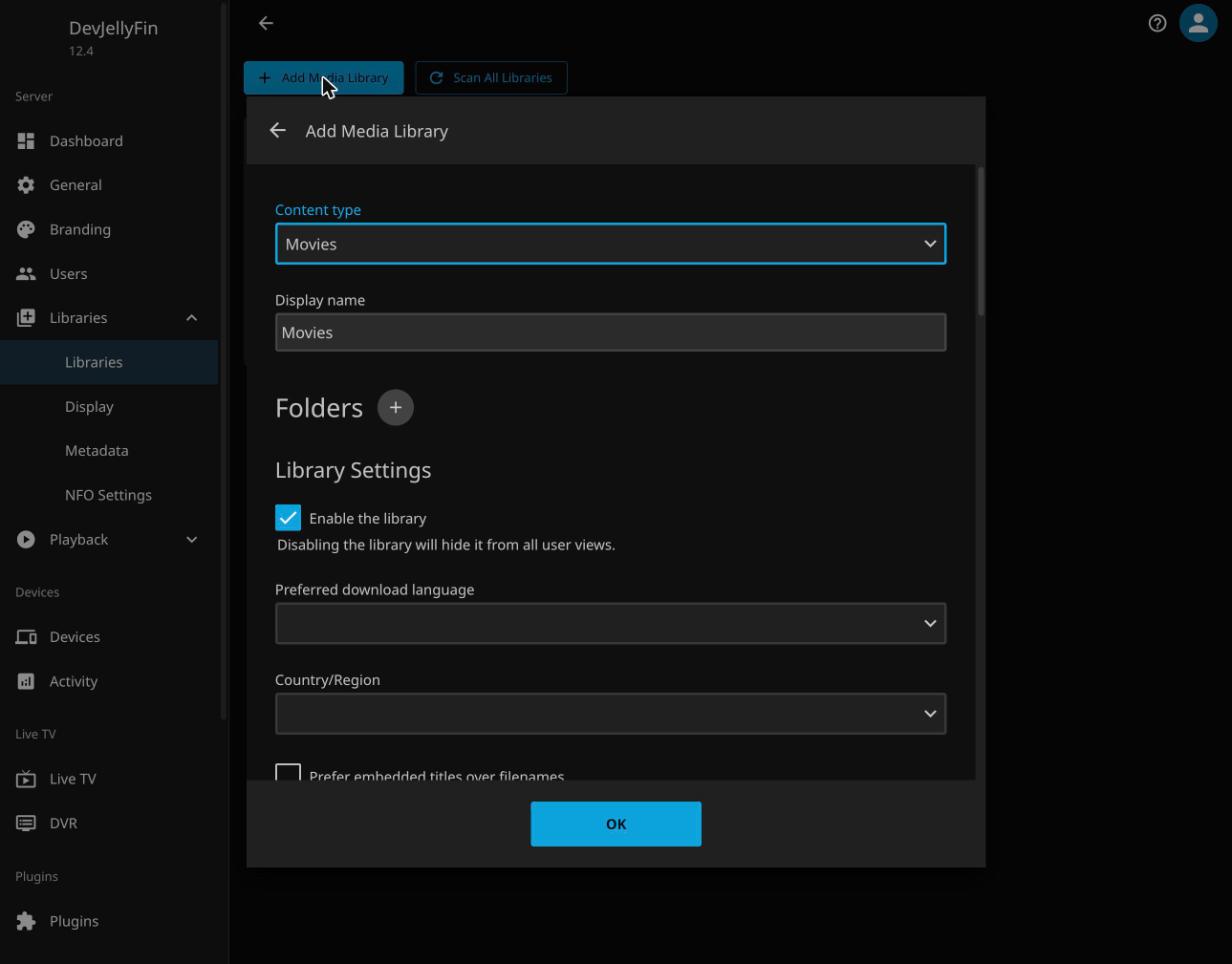 DevJellyFin
12.4
Server
Dashboard
General
Branding
Users
Libraries
Libraries
Display
Metadata
NFO Settings
Playback
Devices
Devices
Activity
Live TV
Live TV
DVR
Plugins
Plugins
Add Media Library
Scan All Libraries
Add Media Library
Content type
Movies
Display name
Movies
Folders
Library Settings
Enable the library
Disabling the library will hide it from all user views.
Preferred download language
Country/Region
Prefer embedded titles over filenames
OK